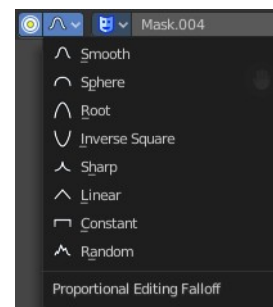 Mask.004
Smooth
Sphere
Root
Inverse Square
Sharp
Linear
Constant
Random
Proportional Editing Falloff